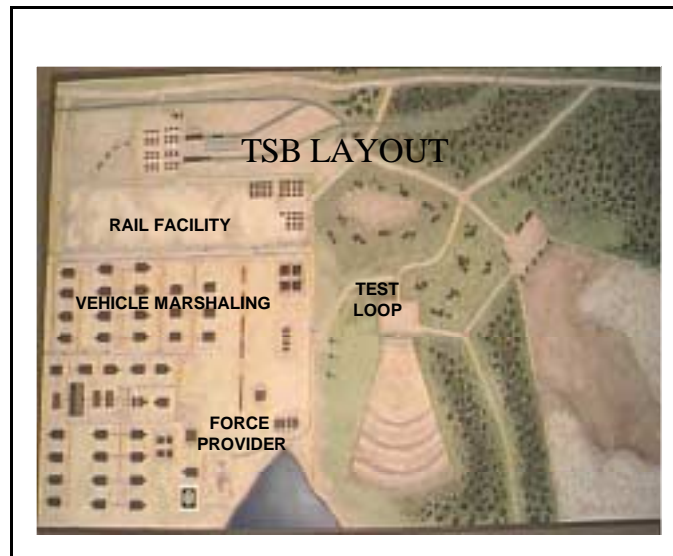 TSB LAYOUT
RAIL FACILITY
VEHICLE MARSHALING
TEST
LOOP
FORCE
PROVIDER